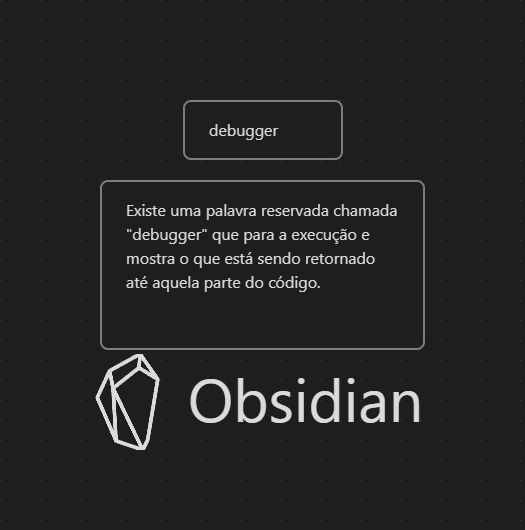 debugger
Existe uma palavra reservada chamada
"debugger" que para a execução e
mostra o que está sendo retornado
até aquela parte do código.
Obsidian